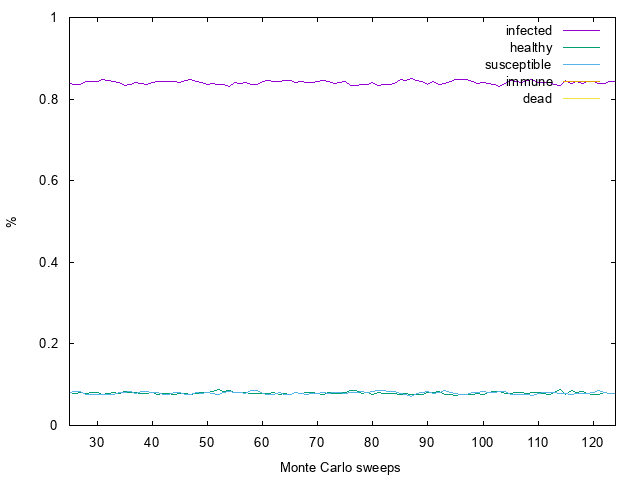 1
0.8
0.6
0.4
0.2
0
%
infected
healthy
susceptible
immune
dead
30 40 50 60 70 80 90 100 110 120
Monte Carlo sweeps